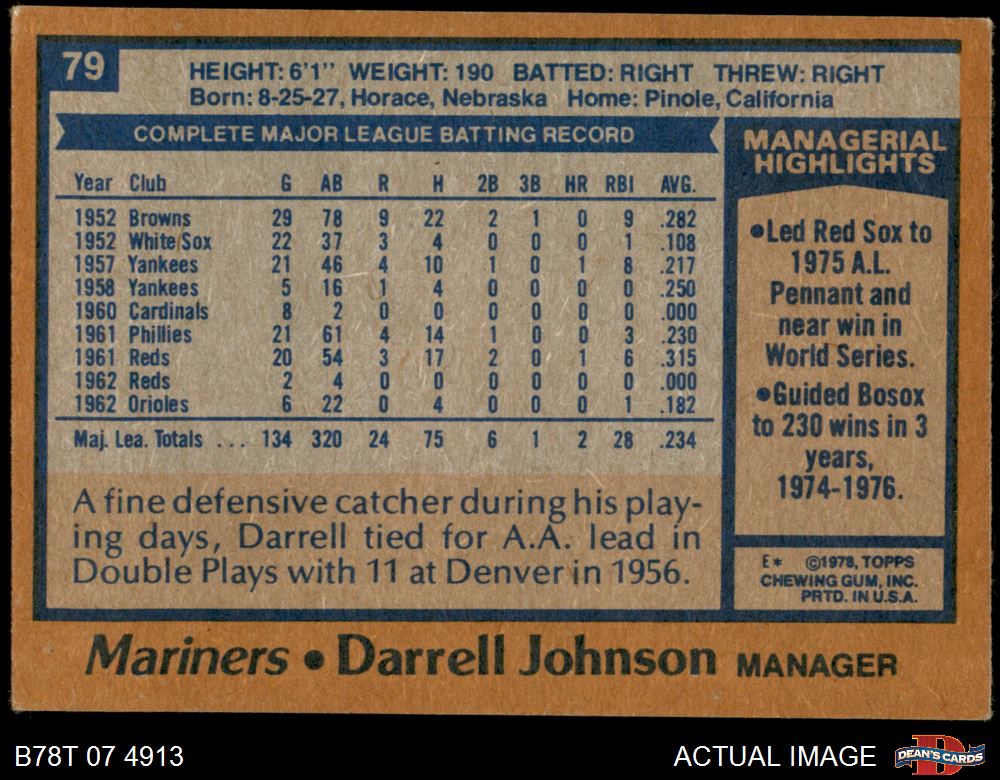 79
HEIGHT: 6'1" WEIGHT: 190 BATTED: RIGHT THREW: RIGHT
Born: 8-25-27, Horace, Nebraska Home: Pinole, California
COMPLETE MAJOR LEAGUE BATTING RECORD
Year Club G AB R H 2B 3B HR RBI AVG.
1952 Browns 29 78 9 22 2 1 0 9 .282
1952 White Sox 22 37 3 4 0 0 0 1 .108
1957 Yankees 21 46 4 10 1 0 1 8 .217
1958 Yankees 5 16 1 4 0 0 0 0 .250
1960 Cardinals 8 2 0 0 0 0 0 0 .000
1961 Phillies 21 61 4 14 1 0 0 3 .230
1961 Reds 20 54 3 17 2 0 1 6 .315
1962 Reds 2 4 0 0 0 0 0 0 .000
1962 Orioles 6 22 0 4 0 0 0 1 .182
Maj. Lea. Totals ... 134 320 24 75 6 1 2 28 .234
A fine defensive catcher during his play-
ing days, Darrell tied for A.A. lead in
Double Plays with 11 at Denver in 1956.
MANAGERIAL
HIGHLIGHTS
•Led Red Sox to
1975 A.L.
Pennant and
near win in
World Series.
•Guided Bosox
to 230 wins in 3
years,
1974-1976.
E* ©1978, TOPPS
CHEWING GUM, INC.
PRTD. IN U.S.A.
Mariners • Darrell Johnson MANAGER
B78T 07 4913
ACTUAL IMAGE
DEAN'S CARDS